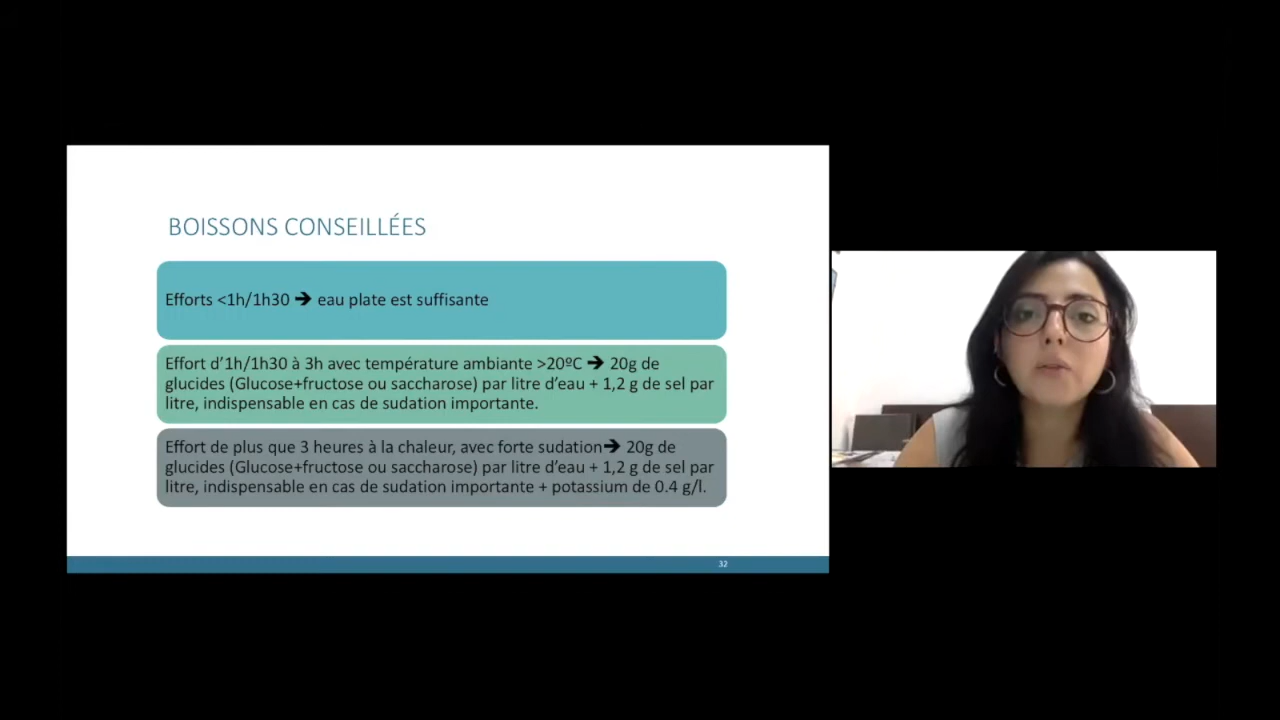 BOISSONS CONSEILLÉES
Efforts <1h/1h30 ➔ eau plate est suffisante
Effort d’1h/1h30 à 3h avec température ambiante >20ºC ➔ 20g de
glucides (Glucose+fructose ou saccharose) par litre d’eau + 1,2 g de sel par
litre, indispensable en cas de sudation importante.
Effort de plus que 3 heures à la chaleur, avec forte sudation➔ 20g de
glucides (Glucose+fructose ou saccharose) par litre d’eau + 1,2 g de sel par
litre, indispensable en cas de sudation importante + potassium de 0.4 g/l.
32